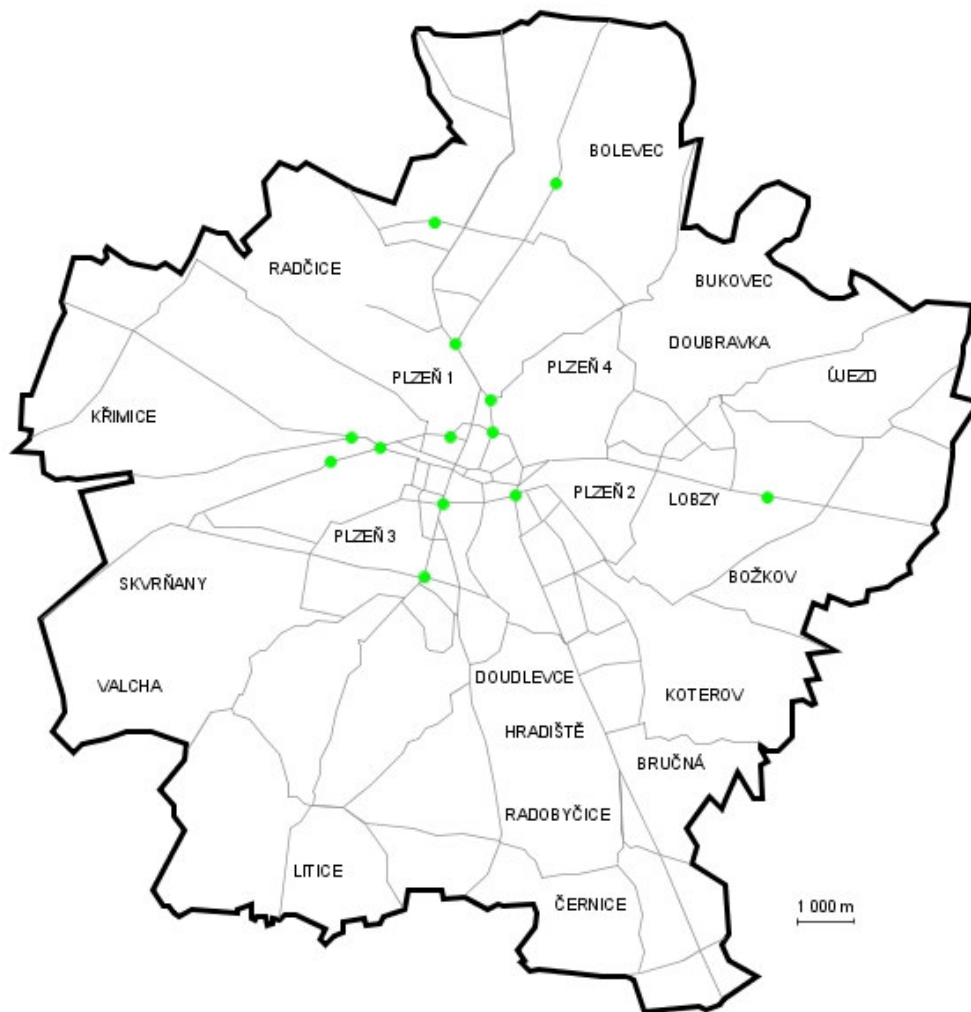 BOLEVEC
RADČICE
BUKOVEC
DOUBRAVKA
PLZEŇ 1
PLZEŇ 4
ÚJEZD
KŘIMICE
PLZEŇ 2
LOBZY
PLZEŇ 3
SKVRŇANY
BOŽKOV
VALCHA
DOUDLEVCE
KOTEROV
HRADIŠTĚ
BRUČNÁ
RADOBYČICE
LITICE
ČERNICE
1 000 m